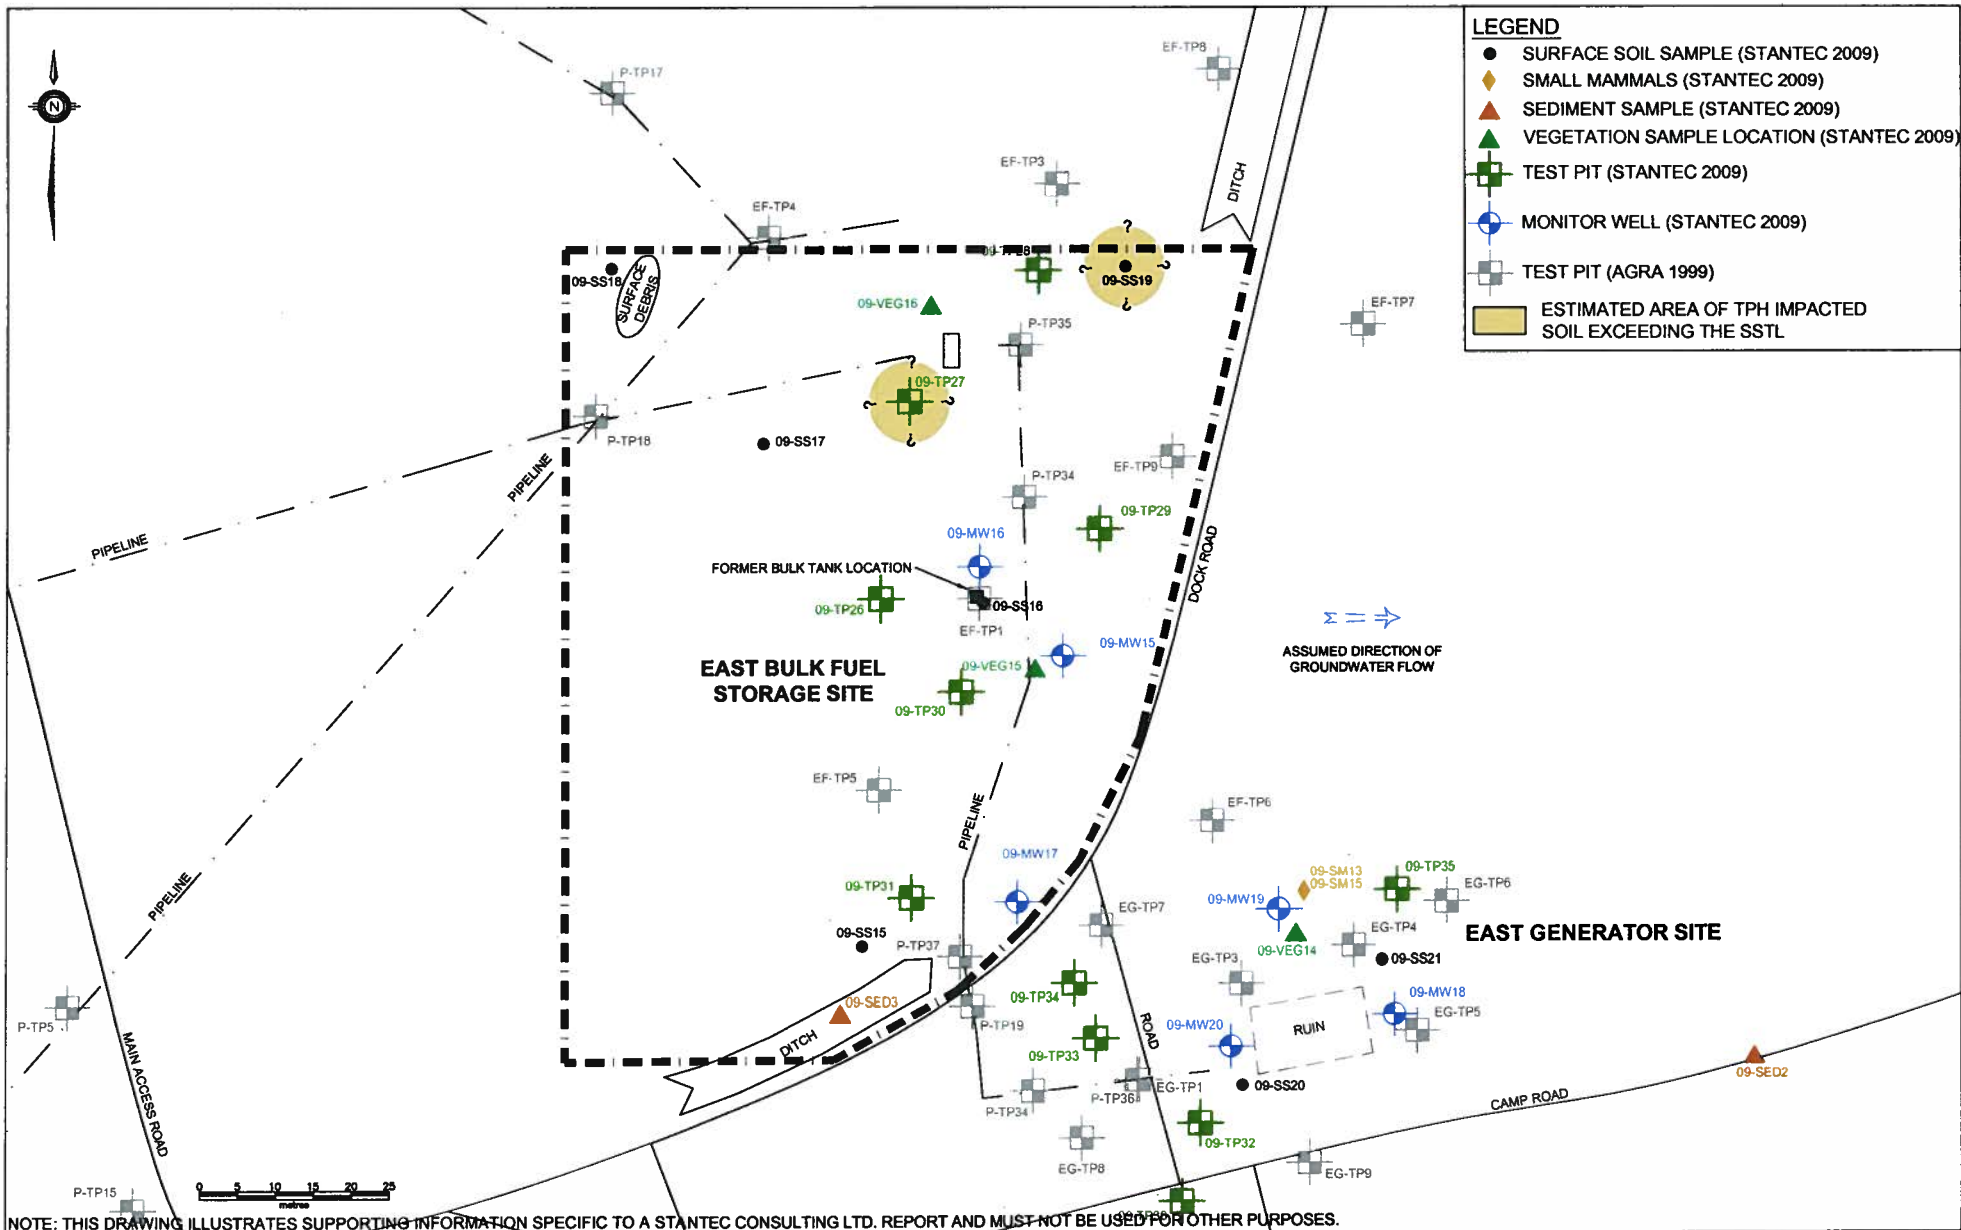 LEGEND
SURFACE SOIL SAMPLE (STANTEC 2009)
SMALL MAMMALS (STANTEC 2009)
SEDIMENT SAMPLE (STANTEC 2009)
VEGETATION SAMPLE LOCATION (STANTEC 2009)
TEST PIT (STANTEC 2009)
MONITOR WELL (STANTEC 2009)
TEST PIT (AGRA 1999)
ESTIMATED AREA OF TPH IMPACTED
SOIL EXCEEDING THE SSTL
N
P-TP17
EF-TP8
EF-TP3
DITCH
EF-TP4
09-SS18
SURFACE
DEBRIS
09-TP28
?
?
?
?
09-SS19
09-VEG16
P-TP35
EF-TP7
?
09-TP27
?
?
?
P-TP18
09-SS17
PIPELINE
EF-TP9
P-TP34
09-TP29
PIPELINE
09-MW16
DOCK ROAD
FORMER BULK TANK LOCATION
09-TP26
09-SS16
EF-TP1
09-MW15
ASSUMED DIRECTION OF
GROUNDWATER FLOW
EAST BULK FUEL
STORAGE SITE
09-VEG15
09-TP30
EF-TP5
EF-TP6
PIPELINE
09-MW17
PIPELINE
09-TP31
09-SM13
09-SM15
09-TP35
EG-TP6
09-MW19
EG-TP7
EG-TP4
EAST GENERATOR SITE
09-SS15
P-TP37
09-VEG14
09-SS21
EG-TP3
09-TP34
09-MW18
09-SED3
P-TP5
P-TP19
ROAD
09-MW20
RUIN
EG-TP5
DITCH
09-TP33
MAIN ACCESS ROAD
09-SED2
P-TP34
P-TP36
EG-TP1
09-SS20
CAMP ROAD
09-TP32
EG-TP8
EG-TP9
P-TP15
0 5 10 15 20 25
metres
NOTE: THIS DRAWING ILLUSTRATES SUPPORTING INFORMATION SPECIFIC TO A STANTEC CONSULTING LTD. REPORT AND MUST NOT BE USED FOR OTHER PURPOSES.